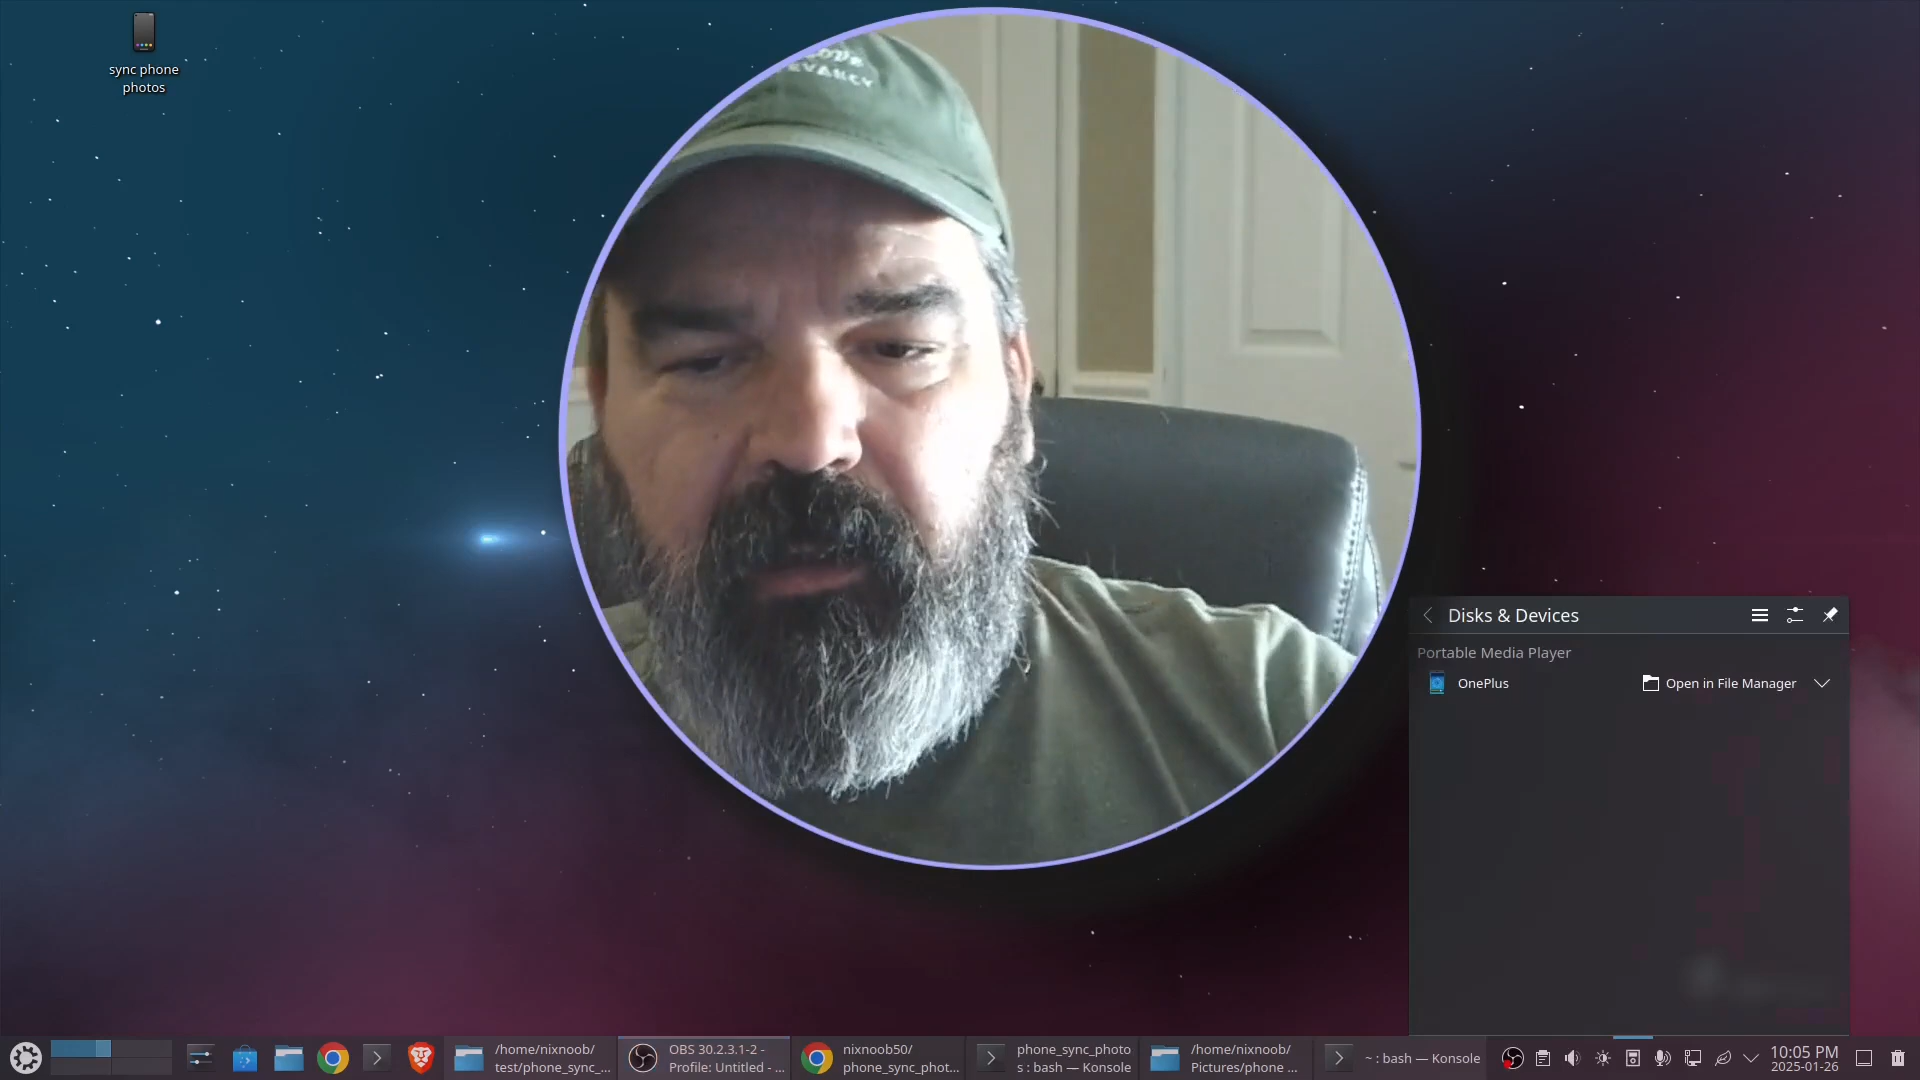 sync phone
photos
Disks & Devices
Portable Media Player
OnePlus
Open in File Manager
/home/nixnoob/
test/phone_sync_...
OBS 30.2.3.1-2 -
Profile: Untitled - ...
nixnoob50/
phone_sync_phot...
phone_sync_photo
s : bash — Konsole
/home/nixnoob/
Pictures/phone ...
~ : bash — Konsole
10:05 PM
2025-01-26